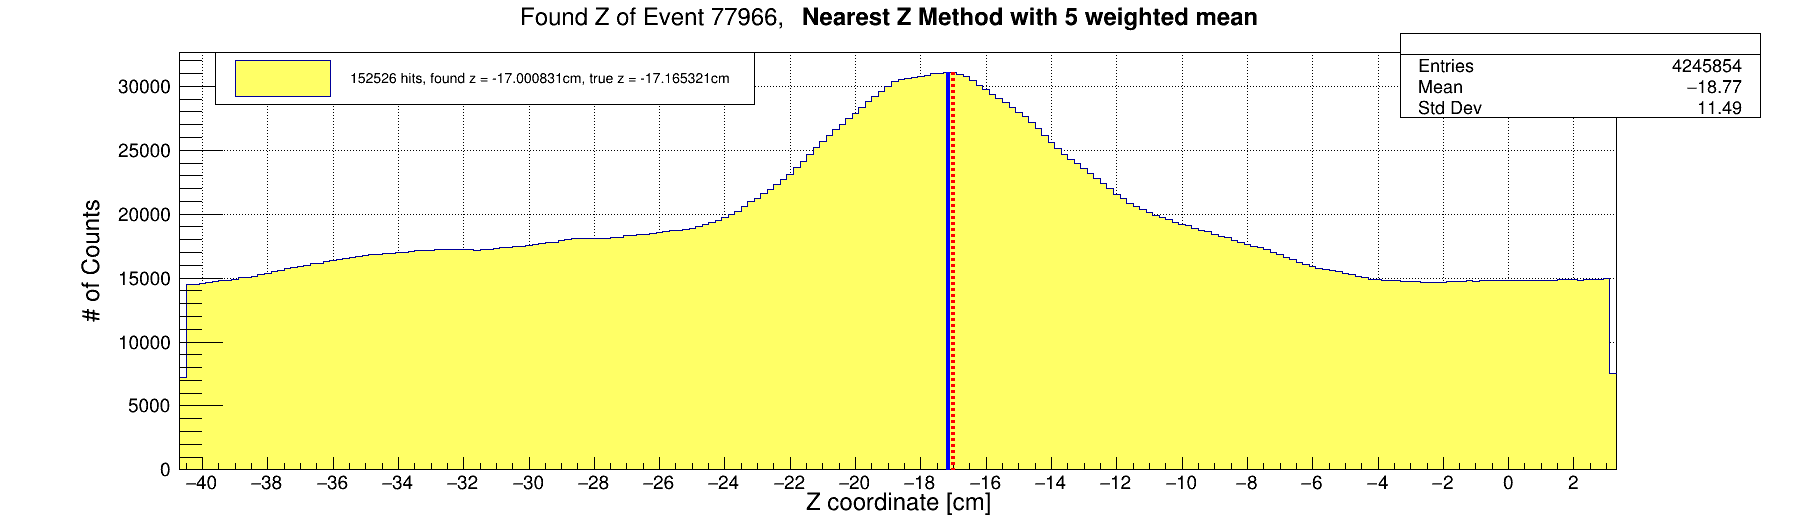 Found Z of Event 77966, Nearest Z Method with 5 weighted mean
152526 hits, found z = -17.000831cm, true z = -17.165321cm
Entries 4245854
Mean −18.77
Std Dev 11.49
30000
25000
20000
15000
10000
5000
0
# of Counts
−40 −38 −36 −34 −32 −30 −28 −26 −24 −22 −20 −18 −16 −14 −12 −10 −8 −6 −4 −2 0 2
Z coordinate [cm]